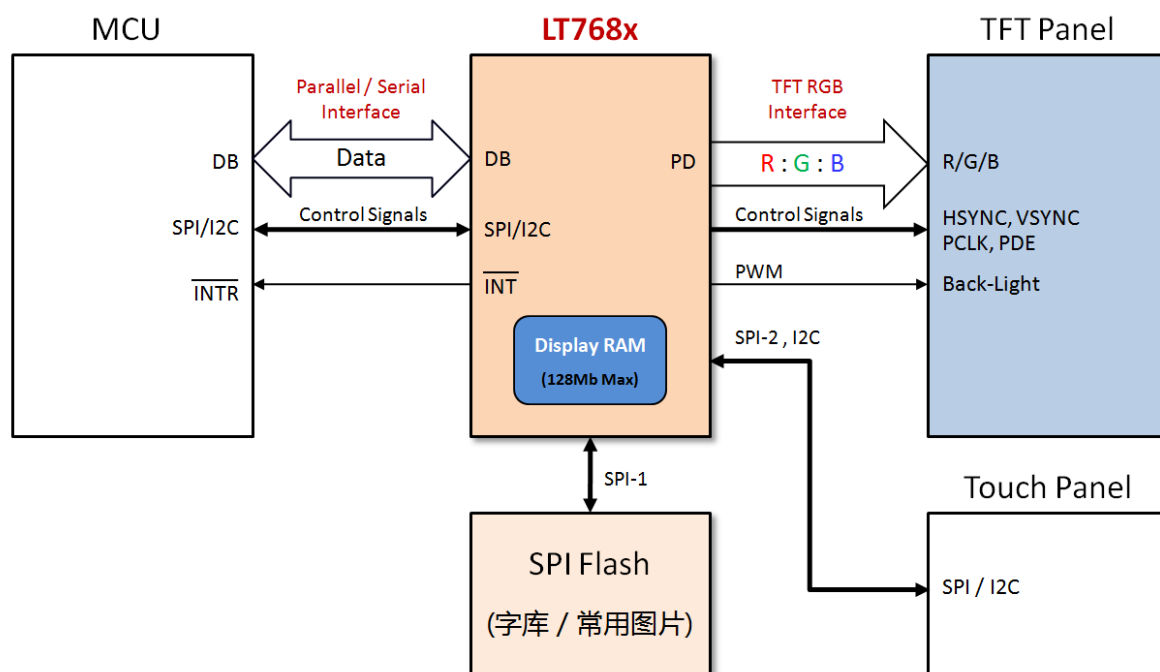 MCU
LT768x
TFT Panel
Parallel / Serial
Interface
TFT RGB
Interface
DB
Data
DB
PD
R : G : B
R/G/B
SPI/I2C
Control Signals
SPI/I2C
Control Signals
HSYNC, VSYNC
PCLK, PDE
INTR
INT
PWM
Back-Light
Display RAM
(128Mb Max)
SPI-2 , I2C
SPI-1
Touch Panel
SPI Flash
(字库 / 常用图片)
SPI / I2C